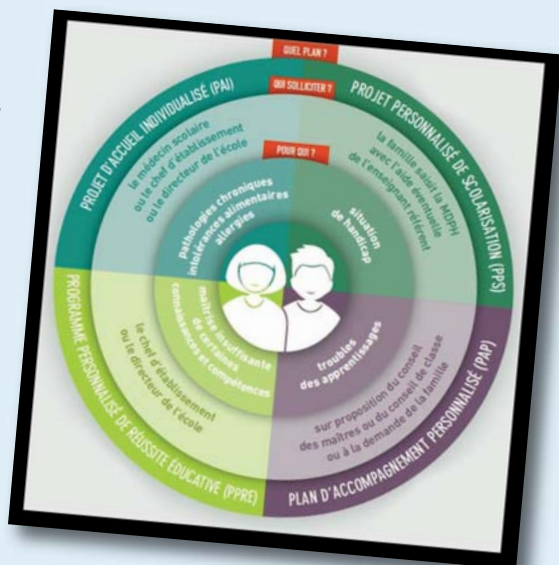 QUEL PLAN ?
QUI SOLLICITER ?
POUR QUI ?
PROJET D'ACCUEIL INDIVIDUALISÉ (PAI)
le médecin scolaire
ou le chef d'établissement
ou le directeur de l'école
pathologies chroniques
intolérances alimentaires
allergies
PROJET PERSONNALISÉ DE SCOLARISATION (PPS)
la famille saisit la MDPH
avec l'aide éventuelle
de l'enseignant référent
situation
de handicap
PROGRAMME PERSONNALISÉ DE RÉUSSITE ÉDUCATIVE (PPRE)
le chef d'établissement
ou le directeur de l'école
maîtrise insuffisante
de certaines
connaissances et compétences
PLAN D'ACCOMPAGNEMENT PERSONNALISÉ (PAP)
sur proposition du conseil
des maîtres ou du conseil de classe
ou à la demande de la famille
troubles
des apprentissages